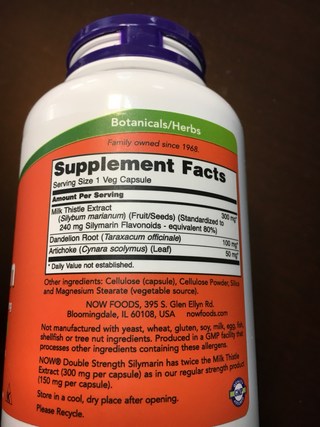 Botanicals/Herbs
Family owned since 1968.
Supplement Facts
Serving Size 1 Veg Capsule
Amount Per Serving
Milk Thistle Extract 300 mg*
(Silybum marianum) (Fruit/Seeds) (Standardized to
240 mg Silymarin Flavonoids - equivalent 80%)
Dandelion Root (Taraxacum officinale) 100 mg*
Artichoke (Cynara scolymus) (Leaf) 50 mg*
* Daily Value not established.
Other ingredients: Cellulose (capsule), Cellulose Powder,
and Magnesium Stearate (vegetable source).
NOW FOODS, 395 S. Glen Ellyn Rd.
Bloomingdale, IL 60108, USA nowfoods.com
Not manufactured with yeast, wheat, gluten, soy, milk, egg, fish,
shellfish or tree nut ingredients. Produced in a GMP facility that
processes other ingredients containing these allergens.
NOW® Double Strength Silymarin has twice the Milk Thistle
Extract (300 mg per capsule) as in our regular strength product
(150 mg per capsule).
Store in a cool, dry place after opening.
Please Recycle.